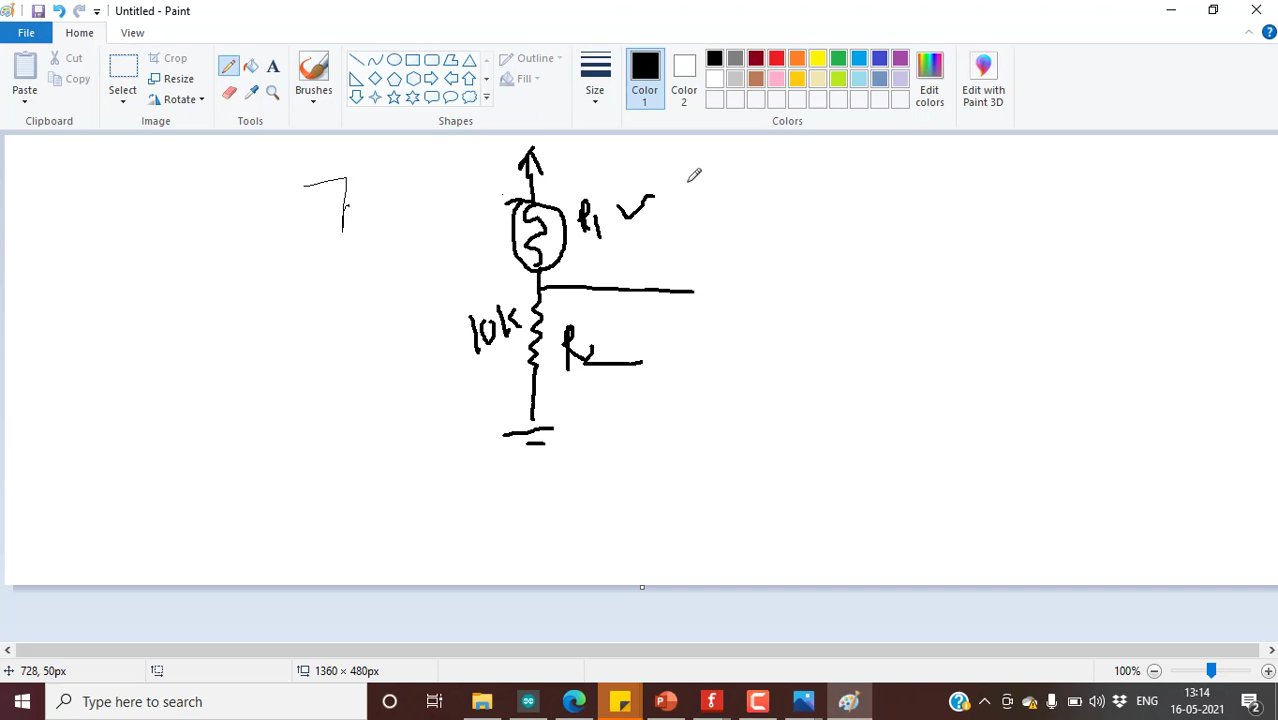 Untitled - Paint
File
Home
View
Paste
Cut
Copy
Clipboard
Select
Crop
Resize
Rotate
Image
Tools
Brushes
Shapes
Outline
Fill
Size
Color 1
Color 2
Edit colors
Edit with Paint 3D
Colors
R1
10K
728, 50px
1360 × 480px
100%
Type here to search
ENG
13:14
16-05-2021
2